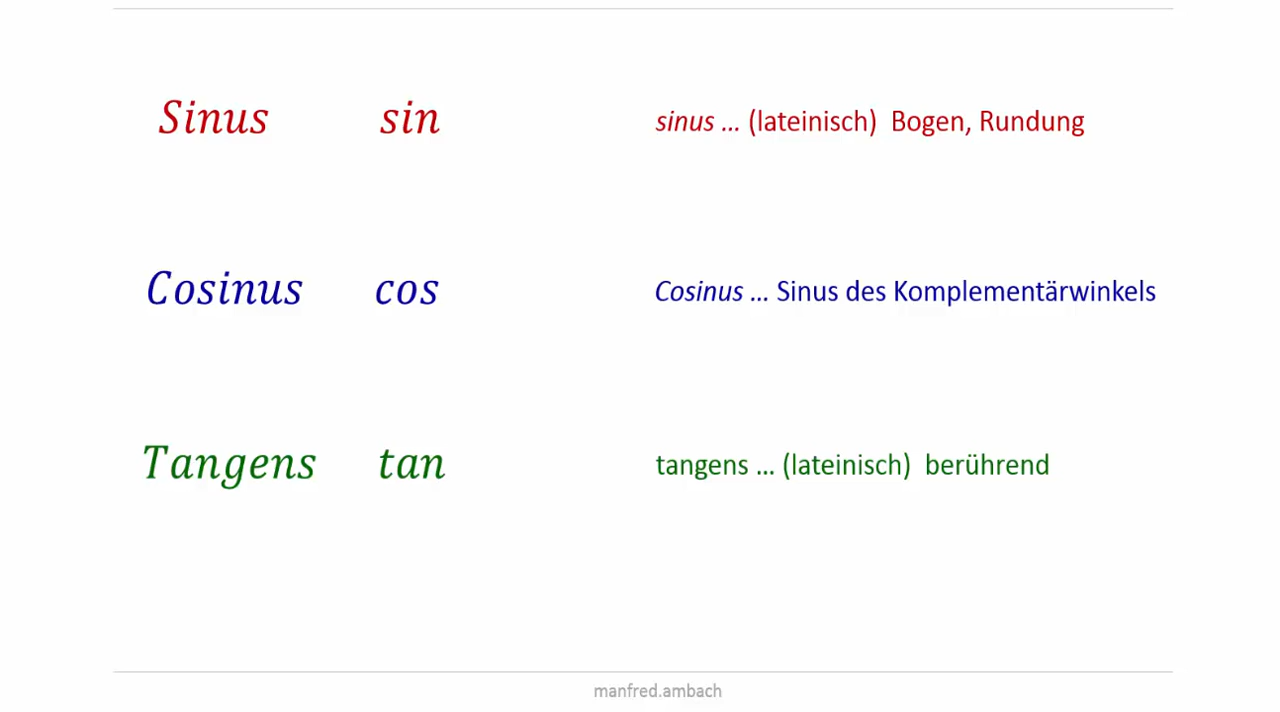 Sinus sin sinus ... (lateinisch) Bogen, Rundung
Cosinus cos Cosinus ... Sinus des Komplementärwinkels
Tangens tan tangens ... (lateinisch) berührend
manfred.ambach